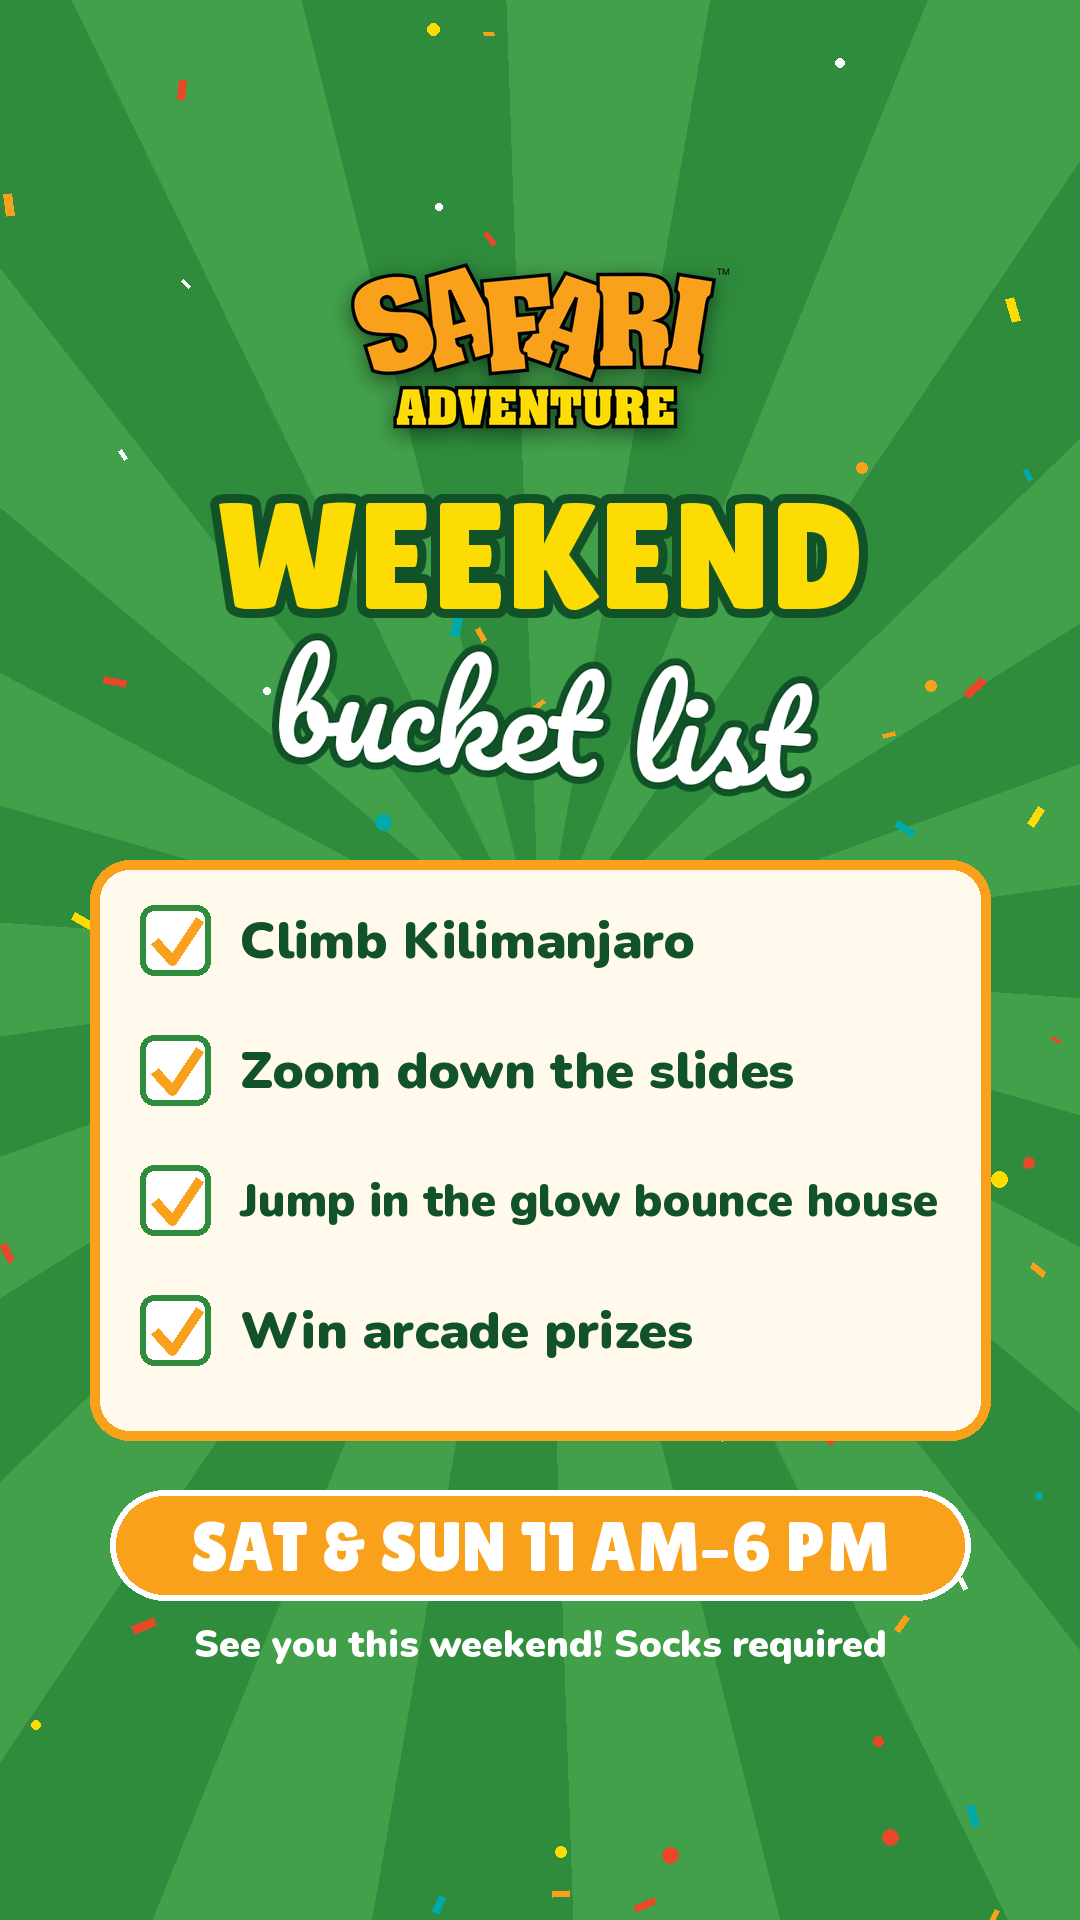 SAFARI™
ADVENTURE
WEEKEND
bucket list
Climb Kilimanjaro
Zoom down the slides
Jump in the glow bounce house
Win arcade prizes
SAT & SUN 11 AM–6 PM
See you this weekend! Socks required